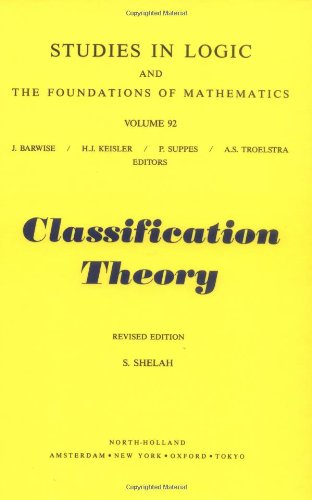 STUDIES IN LOGIC
AND
THE FOUNDATIONS OF MATHEMATICS
VOLUME 92
J. BARWISE / H.J. KEISLER / P. SUPPES / A.S. TROELSTRA
EDITORS
Classification
Theory
REVISED EDITION
S. SHELAH
NORTH-HOLLAND
AMSTERDAM • NEW YORK • OXFORD • TOKYO